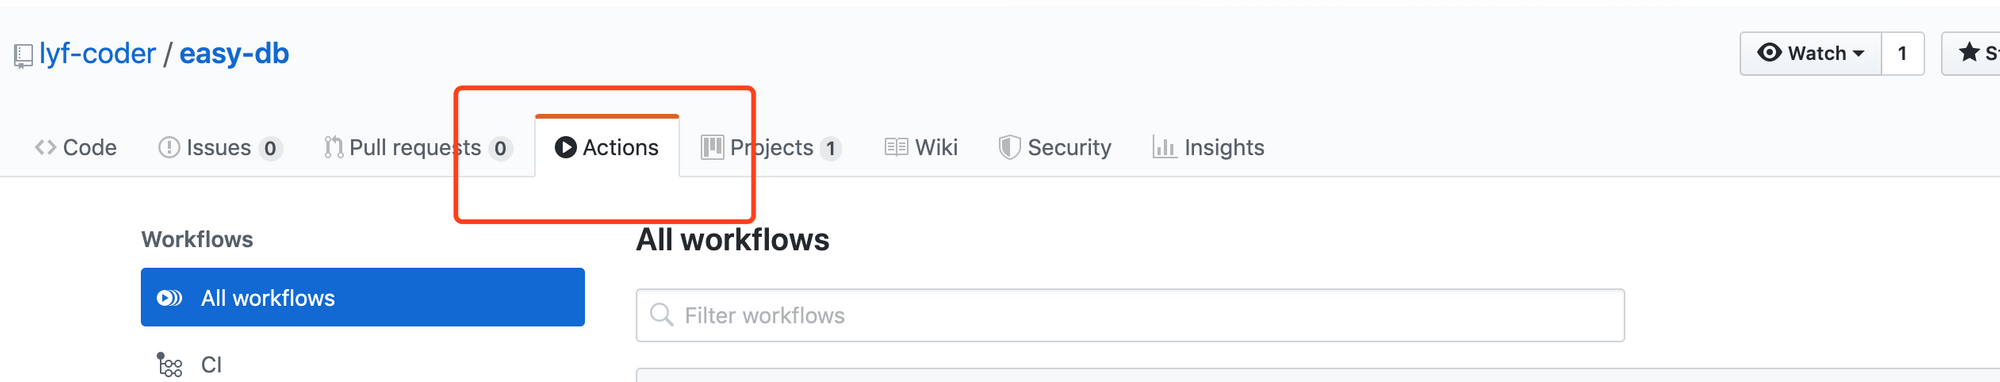 lyf-coder / easy-db
Watch 1
Code Issues 0 Pull requests 0 Actions Projects 1 Wiki Security Insights
Workflows
All workflows
All workflows
Filter workflows
CI